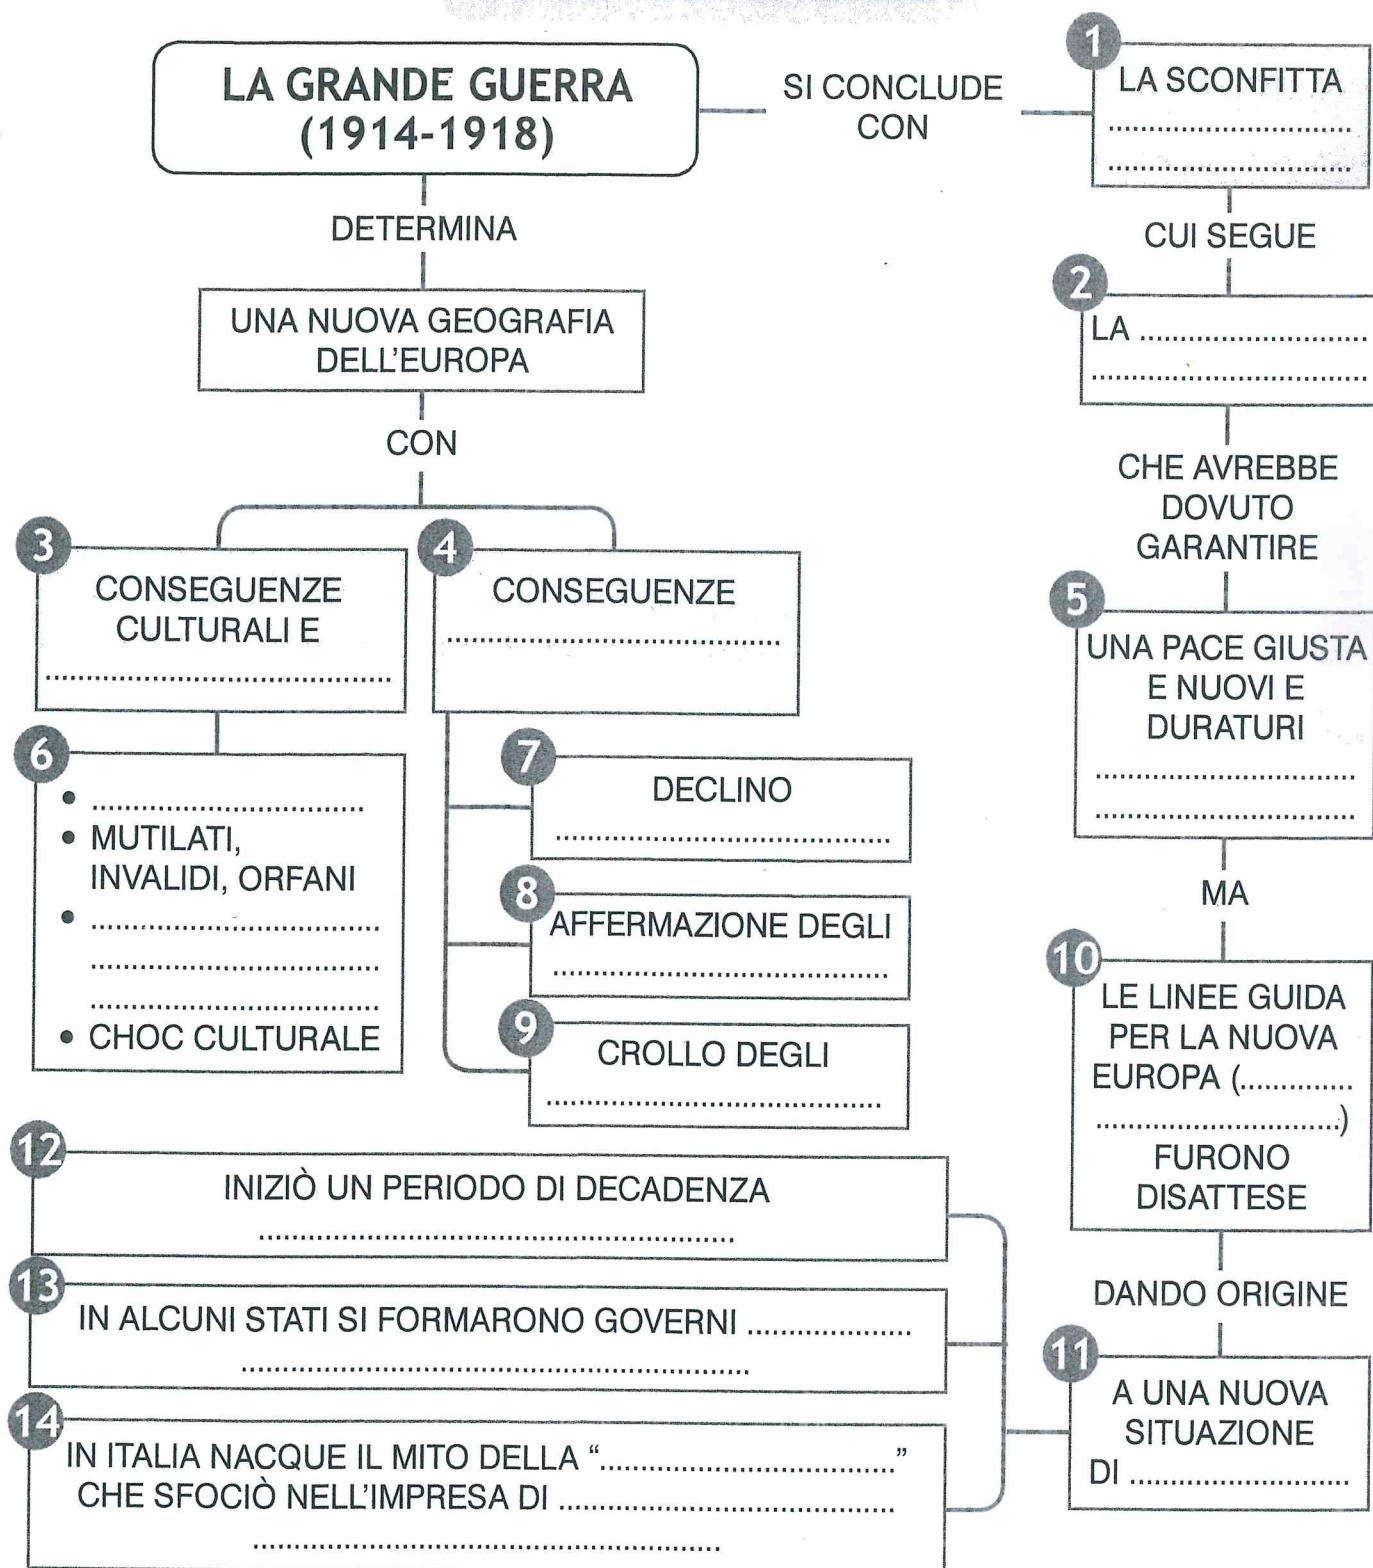 LA GRANDE GUERRA
(1914-1918)
SI CONCLUDE
CON
1
LA SCONFITTA
..............................
..............................
CUI SEGUE
2
LA ............................
..................................
CHE AVREBBE
DOVUTO
GARANTIRE
5
UNA PACE GIUSTA
E NUOVI E
DURATURI
................................
................................
MA
10
LE LINEE GUIDA
PER LA NUOVA
EUROPA (..............
..............................)
FURONO
DISATTESE
DANDO ORIGINE
11
A UNA NUOVA
SITUAZIONE
DI ...........................
DETERMINA
UNA NUOVA GEOGRAFIA
DELL'EUROPA
CON
3
CONSEGUENZE
CULTURALI E
...........................................
4
CONSEGUENZE
.........................................
6
• .................................
• MUTILATI,
INVALIDI, ORFANI
• ...................................
...................................
...................................
• CHOC CULTURALE
7
DECLINO
.........................................
8
AFFERMAZIONE DEGLI
.........................................
9
CROLLO DEGLI
.........................................
12
INIZIÒ UN PERIODO DI DECADENZA
..........................................................
13
IN ALCUNI STATI SI FORMARONO GOVERNI ....................
..............................................................
14
IN ITALIA NACQUE IL MITO DELLA “....................................”
CHE SFOCIÒ NELL'IMPRESA DI .........................................
.........................................................